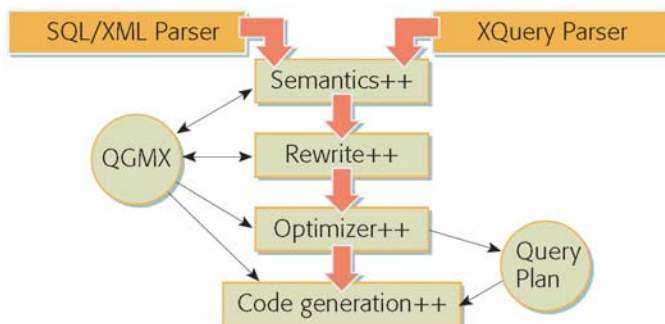 SQL/XML Parser
XQuery Parser
Semantics++
QGMX
Rewrite++
Optimizer++
Query
Plan
Code generation++